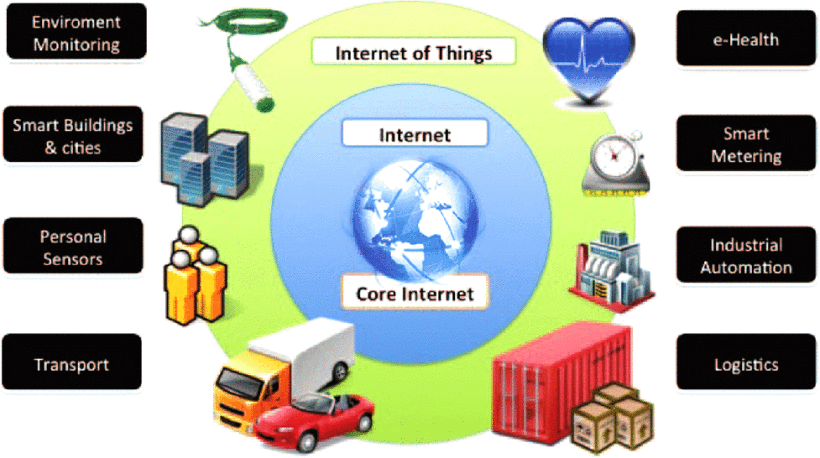 Enviroment
Monitoring
Internet of Things
e-Health
Smart Buildings
& cities
Internet
Smart
Metering
Personal
Sensors
Core Internet
Industrial
Automation
Transport
Logistics